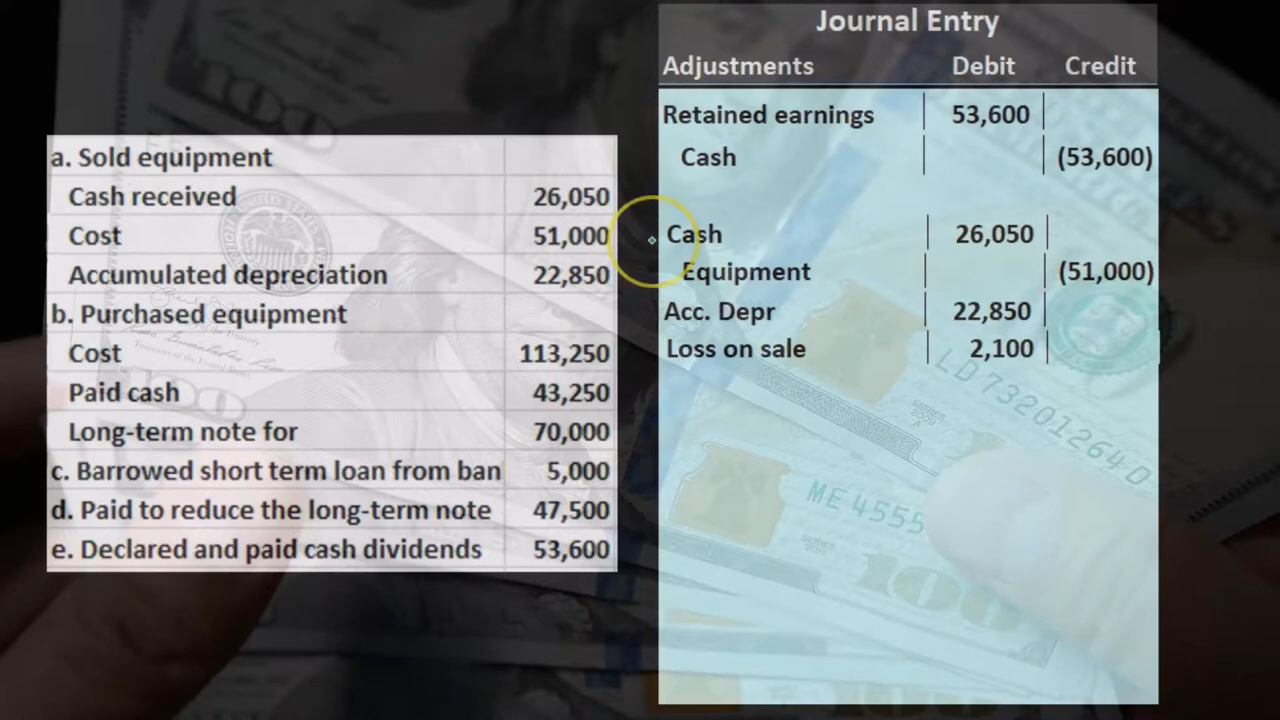 Journal Entry
Adjustments Debit Credit
Retained earnings 53,600
Cash (53,600)
a. Sold equipment
Cash received 26,050
Cost 51,000
Accumulated depreciation 22,850
b. Purchased equipment
Cost 113,250
Paid cash 43,250
Long-term note for 70,000
c. Barrowed short term loan from ban 5,000
d. Paid to reduce the long-term note 47,500
e. Declared and paid cash dividends 53,600
Cash 26,050
Equipment (51,000)
Acc. Depr 22,850
Loss on sale 2,100
LD73201264D
ME4555
100
100